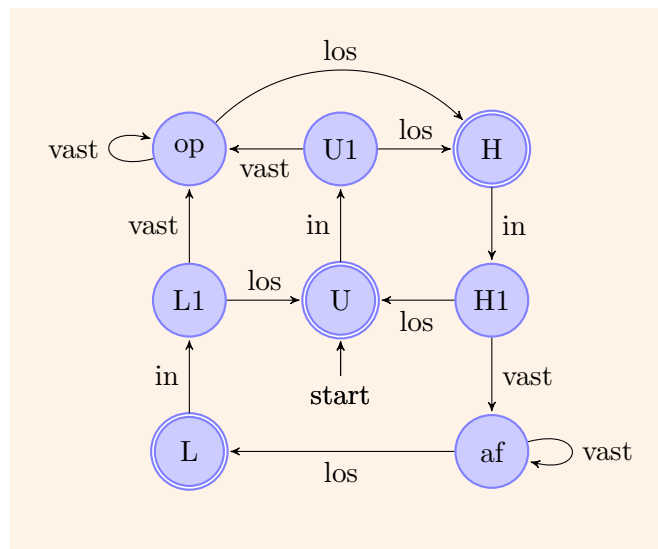 los
vast
op
vast
U1
los
H
vast
in
in
L1
los
U
los
H1
in
start
vast
L
los
af
vast